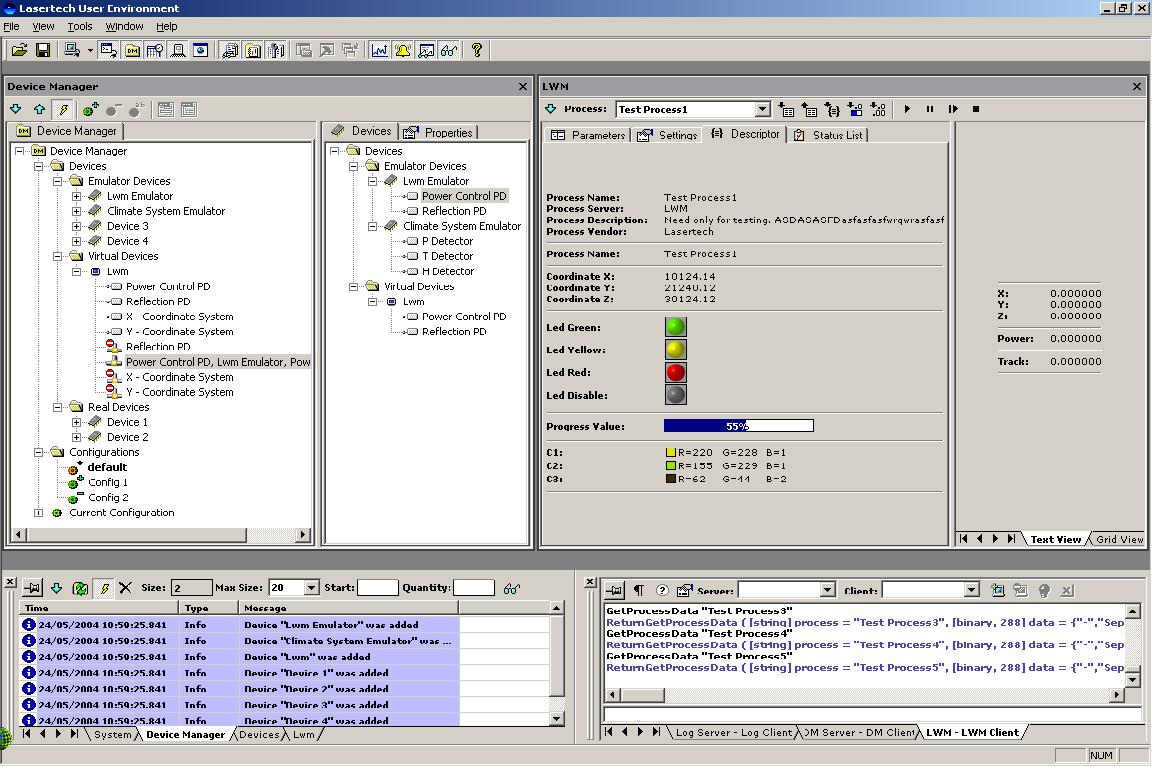 Lasertech User Environment
File View Tools Window Help
Device Manager
Device Manager
Device Manager
Devices
Emulator Devices
Lwm Emulator
Climate System Emulator
Device 3
Device 4
Virtual Devices
Lwm
Power Control PD
Reflection PD
X - Coordinate System
Y - Coordinate System
Reflection PD
Power Control PD, Lwm Emulator, Pow
X - Coordinate System
Y - Coordinate System
Real Devices
Device 1
Device 2
Configurations
default
Config 1
Config 2
Current Configuration
Devices Properties
Devices
Emulator Devices
Lwm Emulator
Power Control PD
Reflection PD
Climate System Emulator
P Detector
T Detector
H Detector
Virtual Devices
Lwm
Power Control PD
Reflection PD
LWM
Process: Test Process1
Parameters Settings Descriptor Status List
Process Name: Test Process1
Process Server: LWM
Process Description: Need only for testing.
Process Vendor: Lasertech
Process Name: Test Process1
Coordinate X: 10124.14
Coordinate Y: 21240.12
Coordinate Z: 30124.12
Led Green:
Led Yellow:
Led Red:
Led Disable:
Progress Value: 55%
C1: R=220 G=228 B=1
C2: R=155 G=229 B=1
C3: R=62 G=44 B=2
X: 0.000000
Y: 0.000000
Z: 0.000000
Power: 0.000000
Track: 0.000000
Text View Grid View
Size: 2 Max Size: 20 Start: Quantity:
Time Type Message
24/05/2004 10:59:25.841 Info Device "Lwm Emulator" was added
24/05/2004 10:59:25.841 Info Device "Climate System Emulator" was ...
24/05/2004 10:59:25.841 Info Device "Lwm" was added
24/05/2004 10:59:25.841 Info Device "Device 1" was added
24/05/2004 10:59:25.841 Info Device "Device 2" was added
24/05/2004 10:59:25.841 Info Device "Device 3" was added
24/05/2004 10:59:25.841 Info Device "Device 4" was added
System Device Manager Devices Lwm
Server: Client:
GetProcessData "Test Process3"
ReturnGetProcessData ( [string] process = "Test Process3", [binary, 288] data = {"-","Sep
GetProcessData "Test Process4"
ReturnGetProcessData ( [string] process = "Test Process4", [binary, 288] data = {"-","Sep
GetProcessData "Test Process5"
ReturnGetProcessData ( [string] process = "Test Process5", [binary, 288] data = {"-","Sep
Log Server - Log Client DM Server - DM Client LWM - LWM Client
NUM